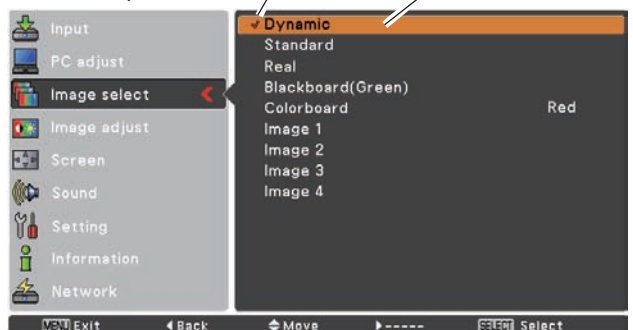 Input
PC adjust
Image select
Image adjust
Screen
Sound
Setting
Information
Network
Dynamic
Standard
Real
Blackboard(Green)
Colorboard Red
Image 1
Image 2
Image 3
Image 4
MENU Exit Back Move ----- SELECT Select